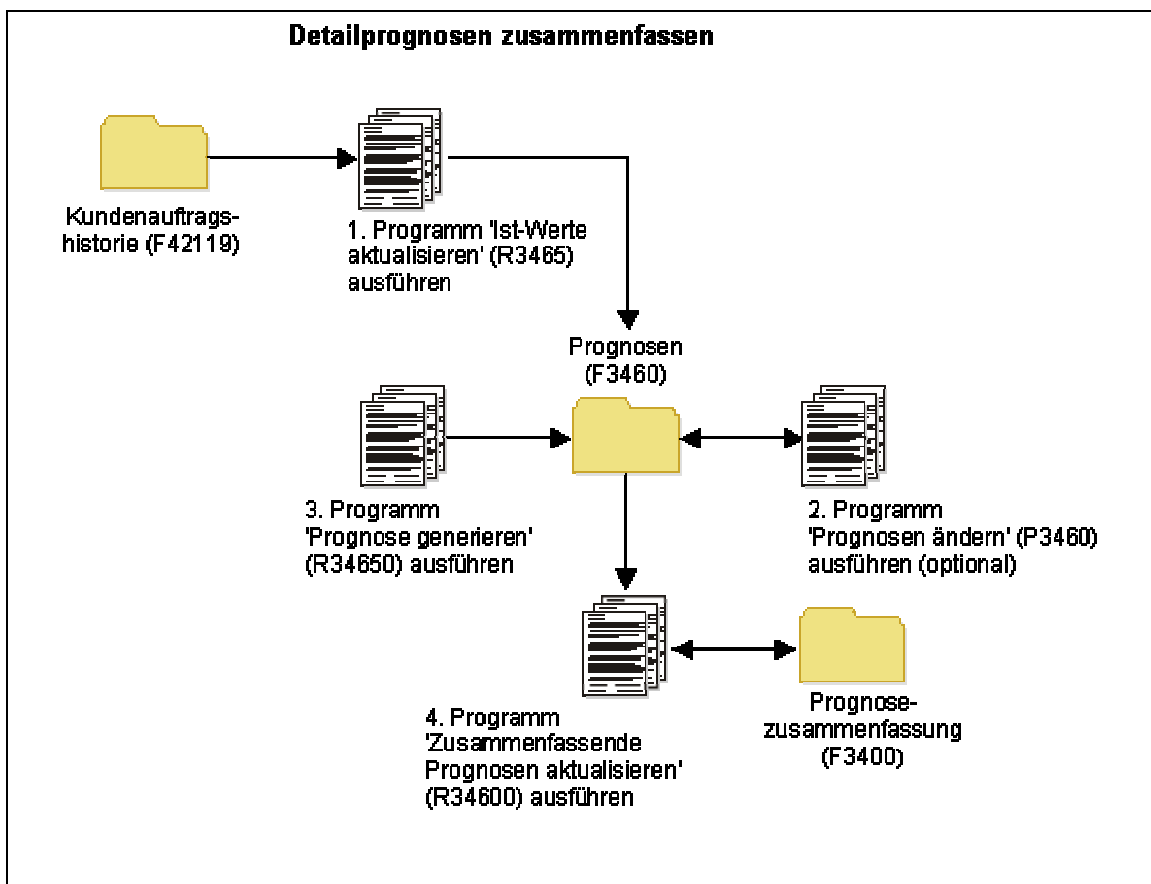 Detailprognosen zusammenfassen
Kundenauftrags-
historie (F42119)
1. Programm 'Ist-Werte
aktualisieren' (R3465)
ausführen
Prognosen
(F3460)
3. Programm
'Prognose generieren'
(R34650) ausführen
2. Programm
'Prognosen ändern' (P3460)
ausführen (optional)
4. Programm
'Zusammenfassende
Prognosen aktualisieren'
(R34600) ausführen
Prognose-
zusammenfassung
(F3400)